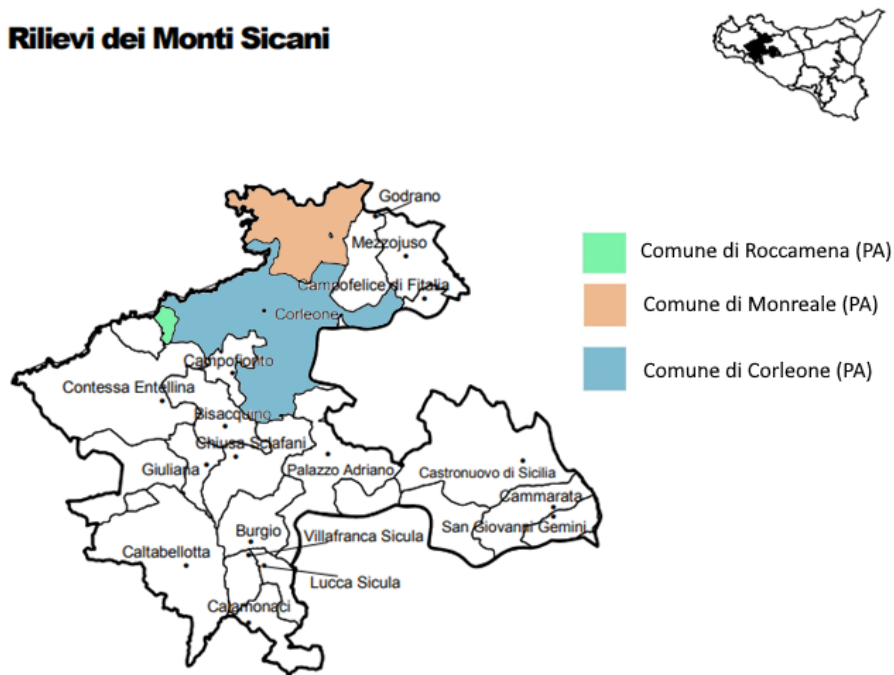 Rilievi dei Monti Sicani
Godrano
Mezzojuso
Comune di Roccamena (PA)
Campofelice di Fitalia
Comune di Monreale (PA)
Corleone
Campofiorito
Comune di Corleone (PA)
Contessa Entellina
Bisacquino
Chiusa Sclafani
Giuliana
Palazzo Adriano
Castronuovo di Sicilia
Cammarata
San Giovanni Gemini
Burgio
Villafranca Sicula
Caltabellotta
Lucca Sicula
Calamonaci